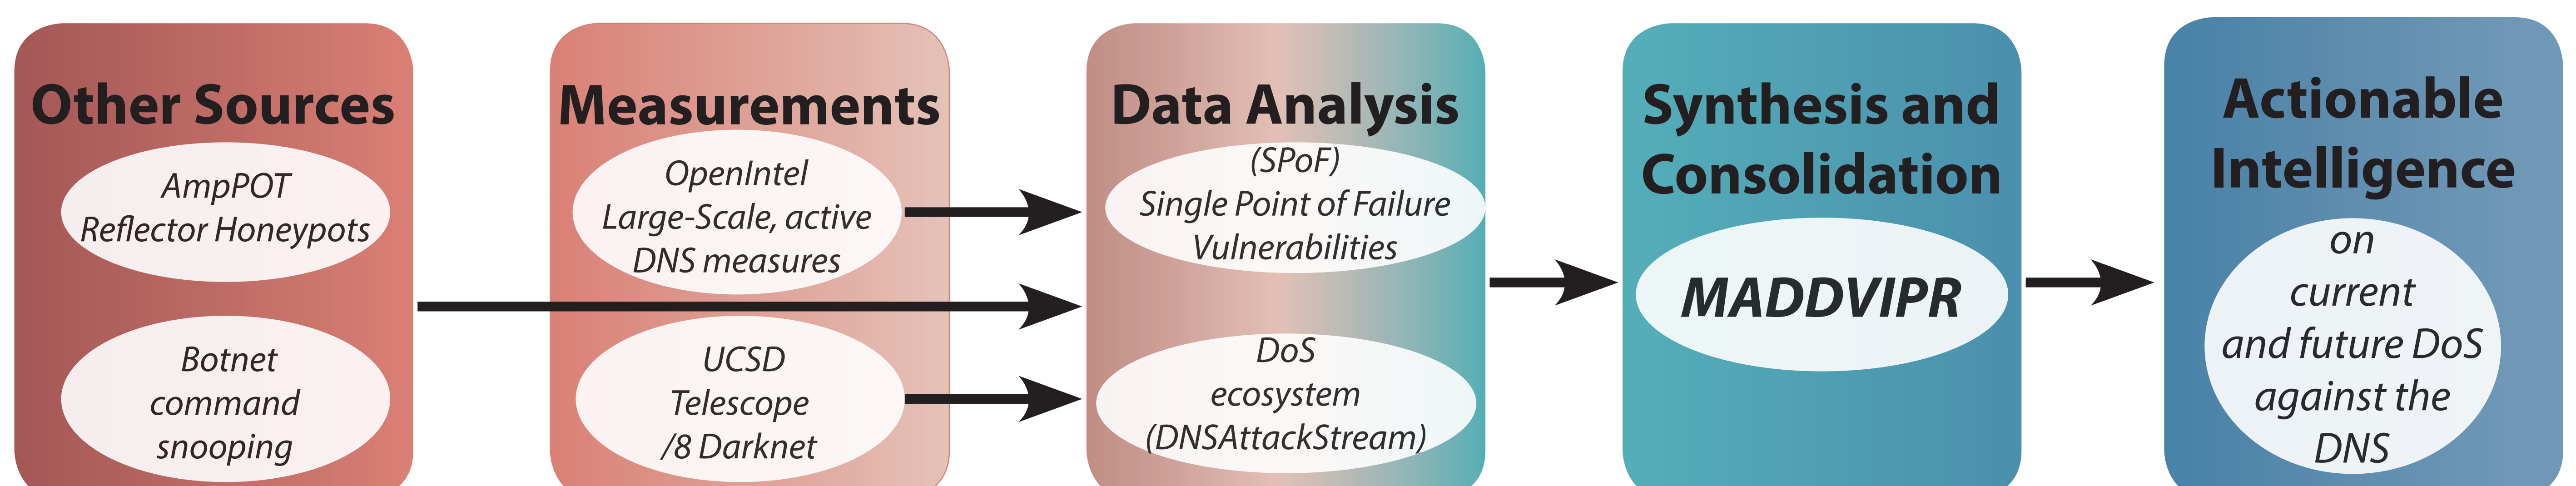 Other Sources
AmpPOT
Reflector Honeypots
Botnet
command
snooping
Measurements
OpenIntel
Large-Scale, active
DNS measures
UCSD
Telescope
/8 Darknet
Data Analysis
(SPoF)
Single Point of Failure
Vulnerabilities
DoS
ecosystem
(DNSAttackStream)
Synthesis and
Consolidation
MADDVIPR
Actionable
Intelligence
on
current
and future DoS
against the
DNS